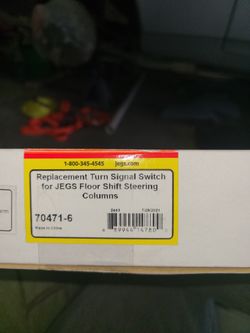 1-800-345-4545 jegs.com
Replacement Turn Signal Switch
for JEGS Floor Shift Steering
Columns
70471-6
Made in China